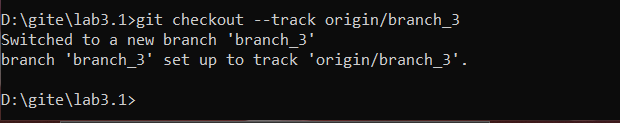 D:\gite\lab3.1>git checkout --track origin/branch_3
Switched to a new branch 'branch_3'
branch 'branch_3' set up to track 'origin/branch_3'.
D:\gite\lab3.1>